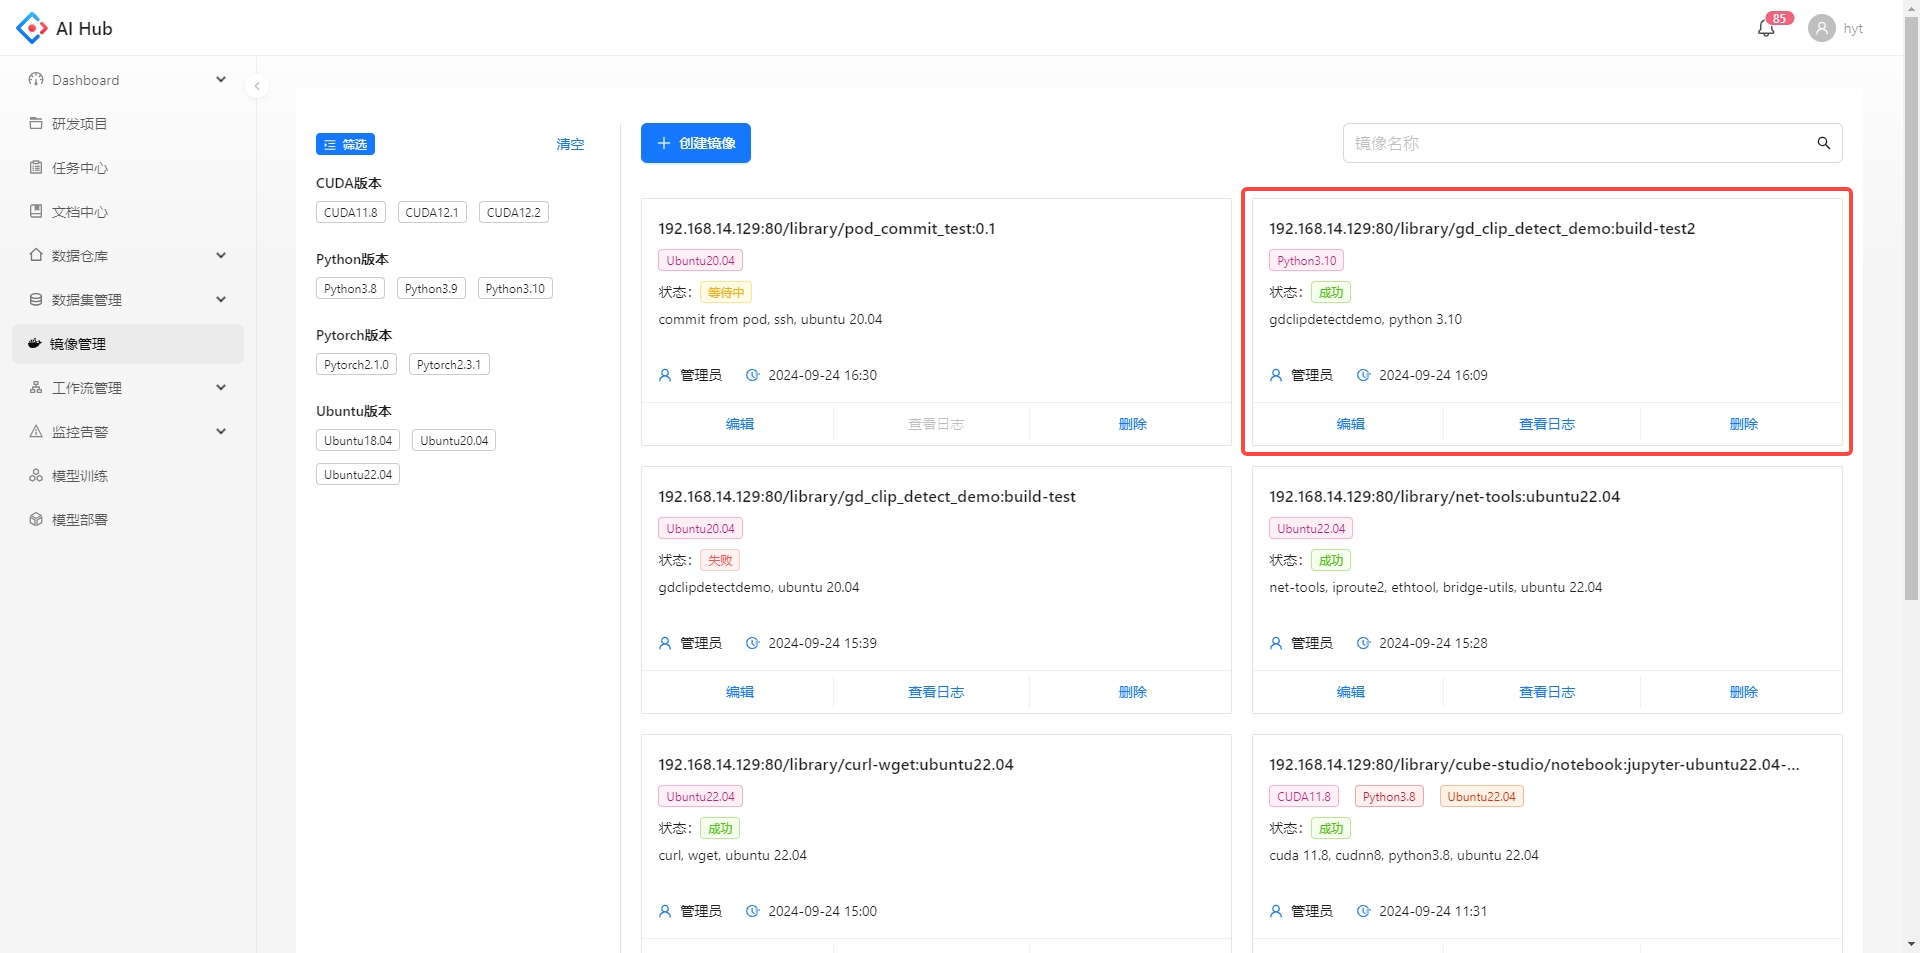 AI Hub
85
hyt
Dashboard
研发项目
任务中心
文档中心
数据仓库
数据集管理
镜像管理
工作流管理
监控告警
模型训练
模型部署
筛选
清空
CUDA版本
CUDA11.8 CUDA12.1 CUDA12.2
Python版本
Python3.8 Python3.9 Python3.10
Pytorch版本
Pytorch2.1.0 Pytorch2.3.1
Ubuntu版本
Ubuntu18.04 Ubuntu20.04
Ubuntu22.04
创建镜像
镜像名称
192.168.14.129:80/library/pod_commit_test:0.1
Ubuntu20.04
状态: 等待中
commit from pod, ssh, ubuntu 20.04
管理员 2024-09-24 16:30
编辑 查看日志 删除
192.168.14.129:80/library/gd_clip_detect_demo:build-test2
Python3.10
状态: 成功
gdclipdetectdemo, python 3.10
管理员 2024-09-24 16:09
编辑 查看日志 删除
192.168.14.129:80/library/gd_clip_detect_demo:build-test
Ubuntu20.04
状态: 失败
gdclipdetectdemo, ubuntu 20.04
管理员 2024-09-24 15:39
编辑 查看日志 删除
192.168.14.129:80/library/net-tools:ubuntu22.04
Ubuntu22.04
状态: 成功
net-tools, iproute2, ethtool, bridge-utils, ubuntu 22.04
管理员 2024-09-24 15:28
编辑 查看日志 删除
192.168.14.129:80/library/curl-wget:ubuntu22.04
Ubuntu22.04
状态: 成功
curl, wget, ubuntu 22.04
管理员 2024-09-24 15:00
192.168.14.129:80/library/cube-studio/notebook:jupyter-ubuntu22.04-...
CUDA11.8 Python3.8 Ubuntu22.04
状态: 成功
cuda 11.8, cudnn8, python3.8, ubuntu 22.04
管理员 2024-09-24 11:31